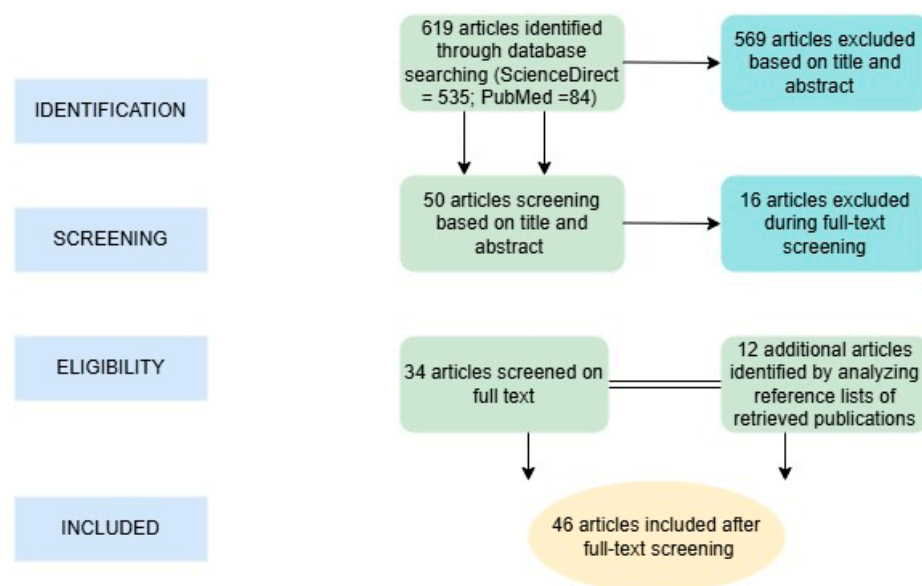 619 articles identified
through database
searching (ScienceDirect
= 535; PubMed =84)
569 articles excluded
based on title and
abstract
IDENTIFICATION
50 articles screening
based on title and
abstract
16 articles excluded
during full-text
screening
SCREENING
34 articles screened on
full text
12 additional articles
identified by analyzing
reference lists of
retrieved publications
ELIGIBILITY
46 articles included after
full-text screening
INCLUDED